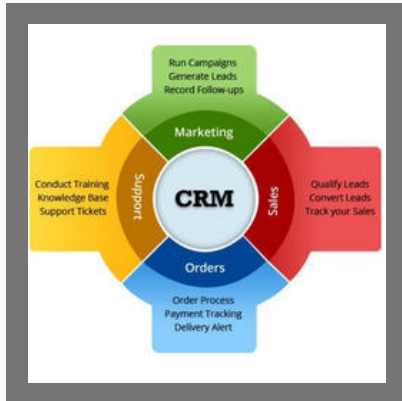 Run Campaigns
Generate Leads
Record Follow-ups
Marketing
Conduct Training
Knowledge Base
Support Tickets
Support
CRM
Sales
Qualify Leads
Convert Leads
Track your Sales
Orders
Order Process
Payment Tracking
Delivery Alert